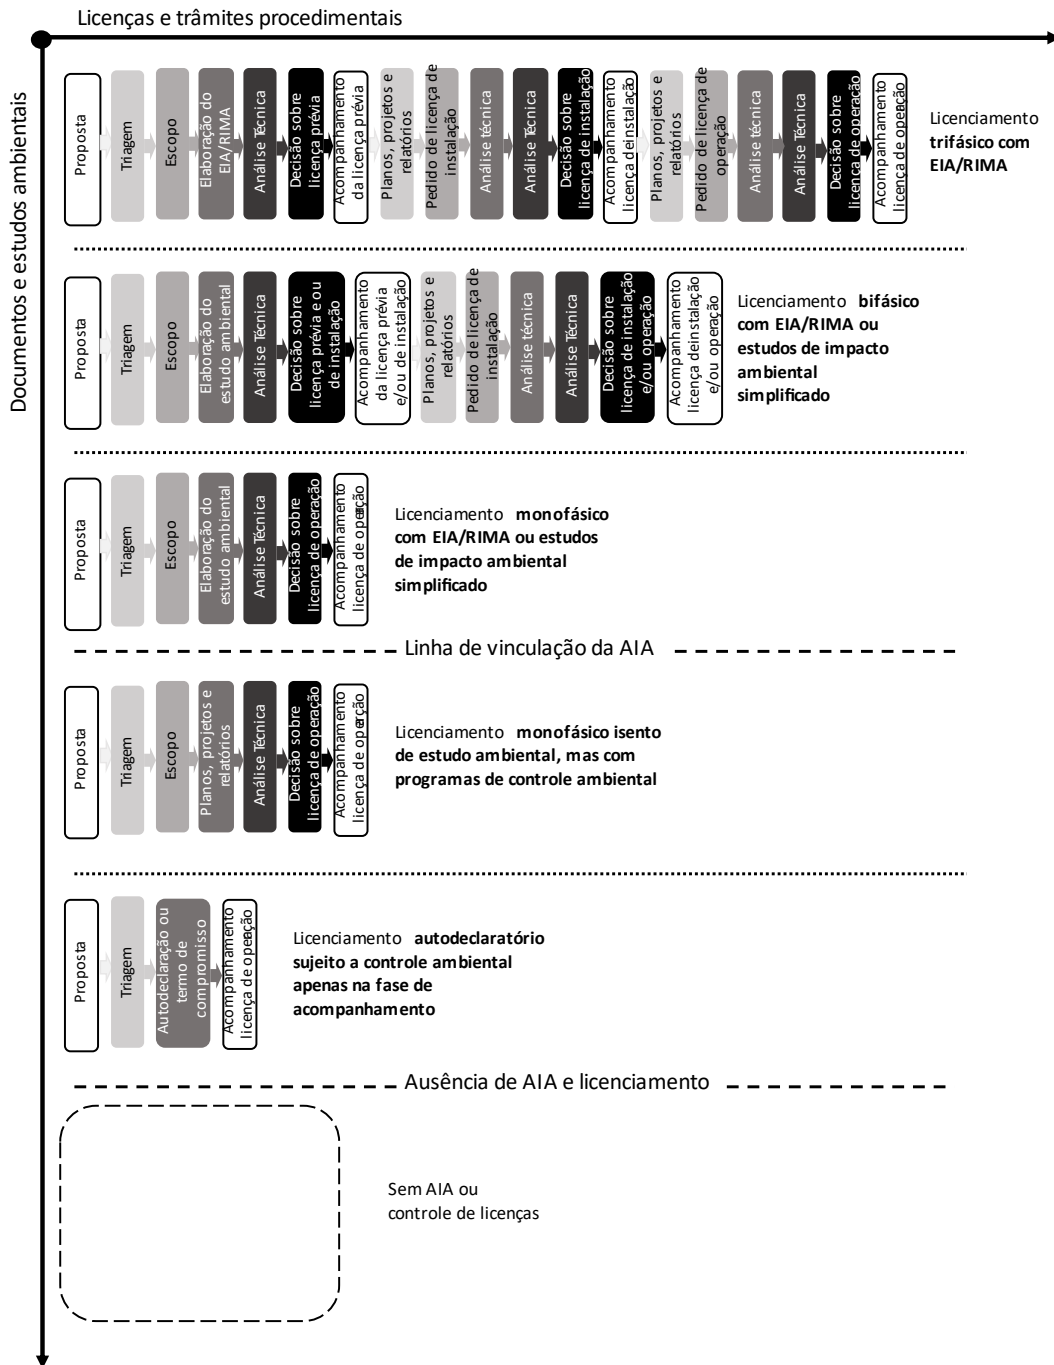 Licenças e trâmites procedimentais
Documentos e estudos ambientais
Proposta
Triagem
Escopo
Elaboração do
EIA/RIMA
Análise Técnica
Decisão sobre
licença prévia
Acompanhamento
da licença prévia
Planos, projetos e
relatórios
Pedido de licença de
instalação
Análise técnica
Análise Técnica
Decisão sobre
licença de instalação
Acompanhamento
licença deinstalação
Planos, projetos e
relatórios
Pedido de licença de
operação
Análise técnica
Análise Técnica
Decisão sobre
licença de operação
Acompanhamento
licença de operação
Licenciamento
trifásico com
EIA/RIMA
Proposta
Triagem
Escopo
Elaboração do
estudo ambiental
Análise Técnica
Decisão sobre
licença prévia e ou
de instalação
Acompanhamento
da licença prévia
e/ou de instalação
Planos, projetos e
relatórios
Pedido de licença de
instalação
Análise técnica
Análise Técnica
Decisão sobre
licença de instalação
e/ou operação
Acompanhamento
licença deinstalação
e/ou operação
Licenciamento bifásico
com EIA/RIMA ou
estudos de impacto
ambiental
simplificado
Proposta
Triagem
Escopo
Elaboração do
estudo ambiental
Análise Técnica
Decisão sobre
licença de operação
Acompanhamento
licença de operação
Licenciamento monofásico
com EIA/RIMA ou estudos
de impacto ambiental
simplificado
Linha de vinculação da AIA
Proposta
Triagem
Escopo
Planos, projetos e
relatórios
Análise Técnica
Decisão sobre
licença de operação
Acompanhamento
licença de operação
Licenciamento monofásico isento
de estudo ambiental, mas com
programas de controle ambiental
Proposta
Triagem
Autodeclaração ou
termo de
compromisso
Acompanhamento
licença de operação
Licenciamento autodeclaratório
sujeito a controle ambiental
apenas na fase de
acompanhamento
Ausência de AIA e licenciamento
Sem AIA ou
controle de licenças